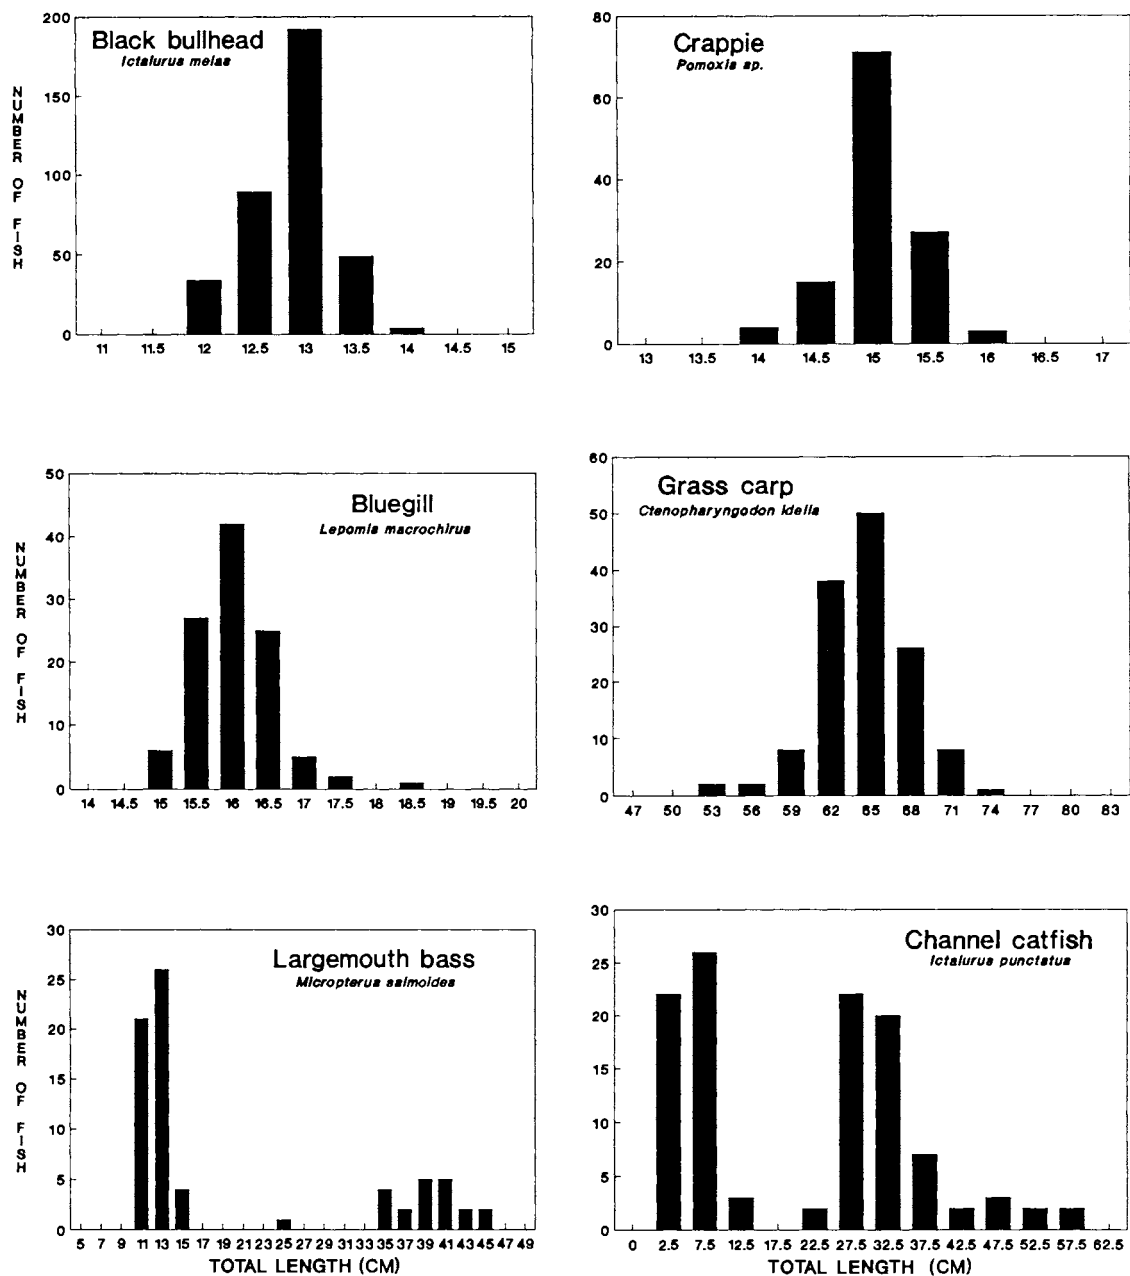 Black bullhead
Ictalurus melas
NUMBER OF FISH
200
150
100
50
0
11 11.5 12 12.5 13 13.5 14 14.5 15
Crappie
Pomoxis sp.
80
60
40
20
0
13 13.5 14 14.5 15 15.5 16 16.5 17
Bluegill
Lepomis macrochirus
NUMBER OF FISH
50
40
30
20
10
0
14 14.5 15 15.5 16 16.5 17 17.5 18 18.5 19 19.5 20
Grass carp
Ctenopharyngodon idella
60
50
40
30
20
10
0
47 50 53 56 59 62 65 68 71 74 77 80 83
Largemouth bass
Micropterus salmoides
NUMBER OF FISH
30
25
20
15
10
5
0
5 7 9 11 13 15 17 19 21 23 25 27 29 31 33 35 37 39 41 43 45 47 49
TOTAL LENGTH (CM)
Channel catfish
Ictalurus punctatus
30
25
20
15
10
5
0
0 2.5 7.5 12.5 17.5 22.5 27.5 32.5 37.5 42.5 47.5 52.5 57.5 62.5
TOTAL LENGTH (CM)